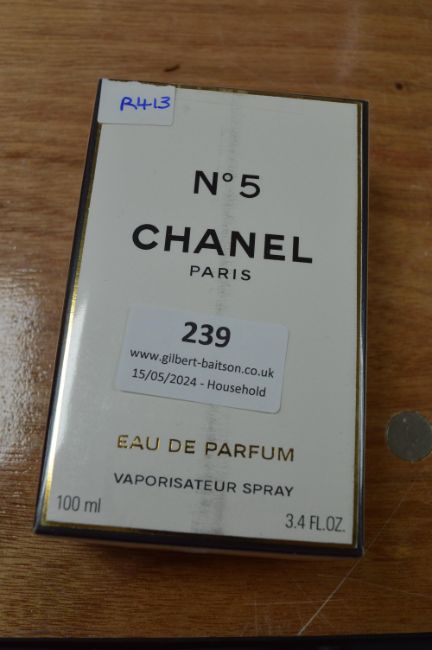 R413
N°5
CHANEL
PARIS
239
www.gilbert-baitson.co.uk
15/05/2024 - Household
EAU DE PARFUM
VAPORISATEUR SPRAY
100 ml
3.4 FL.OZ.